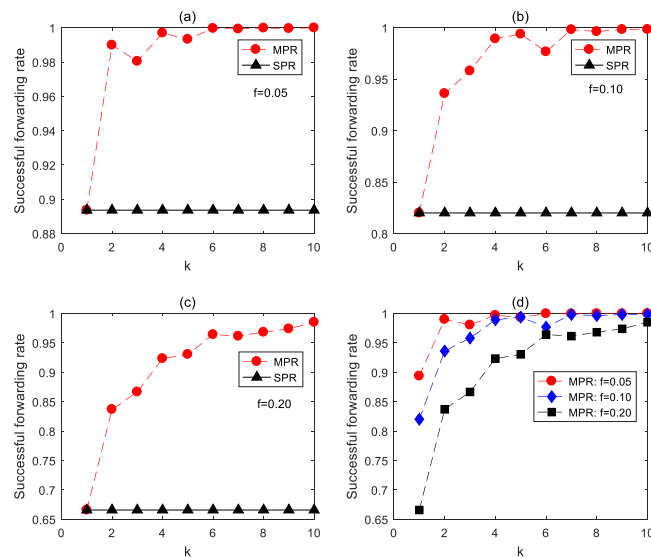 (a)
Successful forwarding rate
1
0.98
0.96
0.94
0.92
0.9
0.88
MPR
SPR
f=0.05
0 2 4 6 8 10
k
(b)
Successful forwarding rate
1
0.95
0.9
0.85
0.8
MPR
SPR
f=0.10
0 2 4 6 8 10
k
(c)
Successful forwarding rate
1
0.95
0.9
0.85
0.8
0.75
0.7
0.65
MPR
SPR
f=0.20
0 2 4 6 8 10
k
(d)
Successful forwarding rate
1
0.95
0.9
0.85
0.8
0.75
0.7
0.65
MPR: f=0.05
MPR: f=0.10
MPR: f=0.20
0 2 4 6 8 10
k